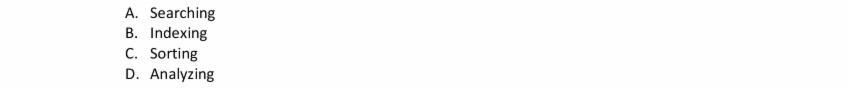 A. Searching
B. Indexing
C. Sorting
D. Analyzing